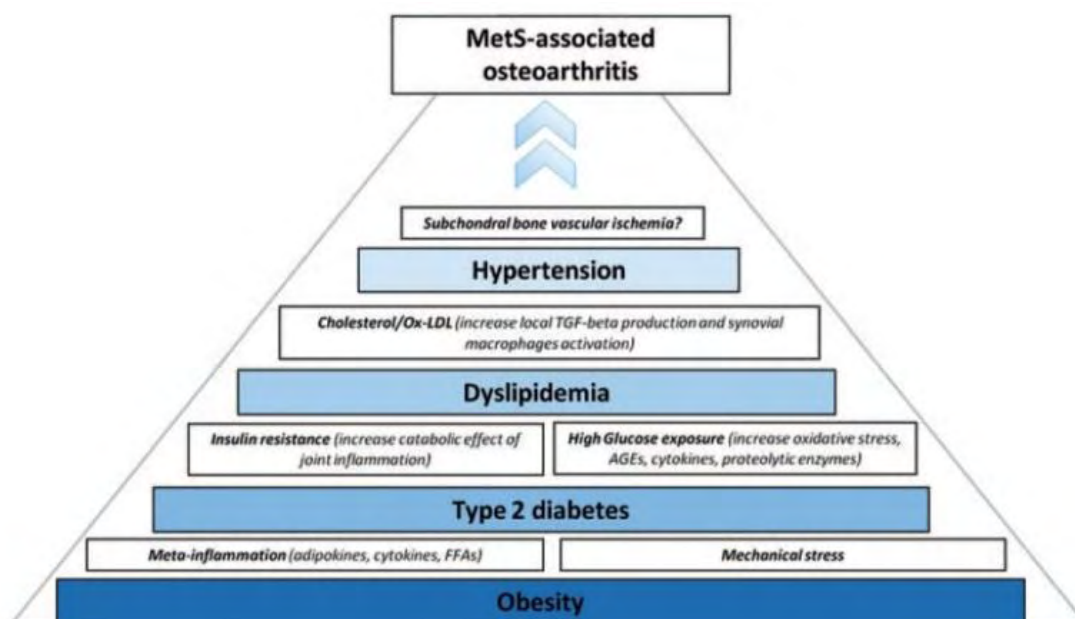 MetS-associated
osteoarthritis
Subchondral bone vascular ischemia?
Hypertension
Cholesterol/Ox-LDL (increase local TGF-beta production and synovial
macrophages activation)
Dyslipidemia
Insulin resistance (increase catabolic effect of
joint inflammation)
High Glucose exposure (increase oxidative stress,
AGEs, cytokines, proteolytic enzymes)
Type 2 diabetes
Meta-inflammation (adipokines, cytokines, FFAs)
Mechanical stress
Obesity